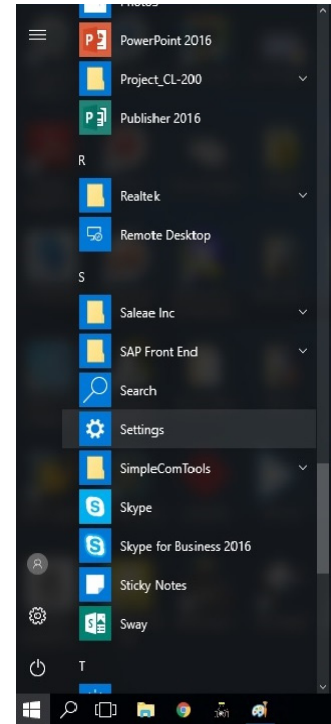 Photos
PowerPoint 2016
Project_CL-200
Publisher 2016
R
Realtek
Remote Desktop
S
Saleae Inc
SAP Front End
Search
Settings
SimpleComTools
Skype
Skype for Business 2016
Sticky Notes
Sway
T